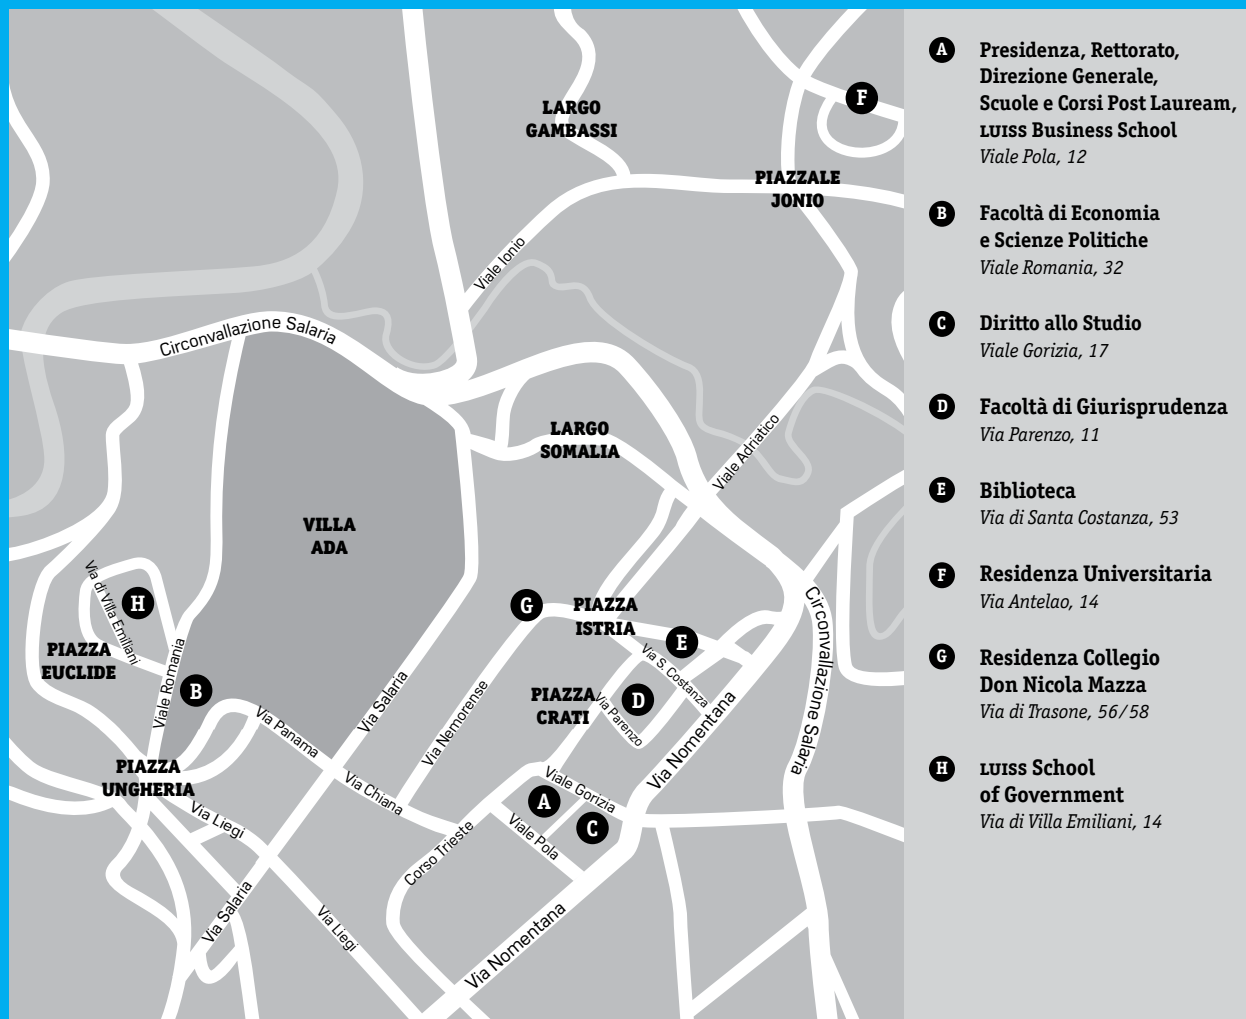 LARGO
GAMBASSI
F
PIAZZALE
JONIO
Viale Ionio
Circonvallazione Salaria
LARGO
SOMALIA
Viale Adriatico
VILLA
ADA
Via di Villa Emiliani
H
G
PIAZZA
ISTRIA
E
Circonvallazione Salaria
PIAZZA
EUCLIDE
Viale Romania
B
Via S. Costanza
PIAZZA
CRATI
D
Via Parenzo
Via Salaria
Via Nemorense
Via Panama
Via Nomentana
PIAZZA
UNGHERIA
Via Chiana
Viale Gorizia
A
C
Via Liegi
Viale Pola
Corso Trieste
Via Salaria
Via Liegi
Via Nomentana
A
Presidenza, Rettorato,
Direzione Generale,
Scuole e Corsi Post Lauream,
LUISS Business School
Viale Pola, 12
B
Facoltà di Economia
e Scienze Politiche
Viale Romania, 32
C
Diritto allo Studio
Viale Gorizia, 17
D
Facoltà di Giurisprudenza
Via Parenzo, 11
E
Biblioteca
Via di Santa Costanza, 53
F
Residenza Universitaria
Via Antelao, 14
G
Residenza Collegio
Don Nicola Mazza
Via di Trasone, 56/58
H
LUISS School
of Government
Via di Villa Emiliani, 14